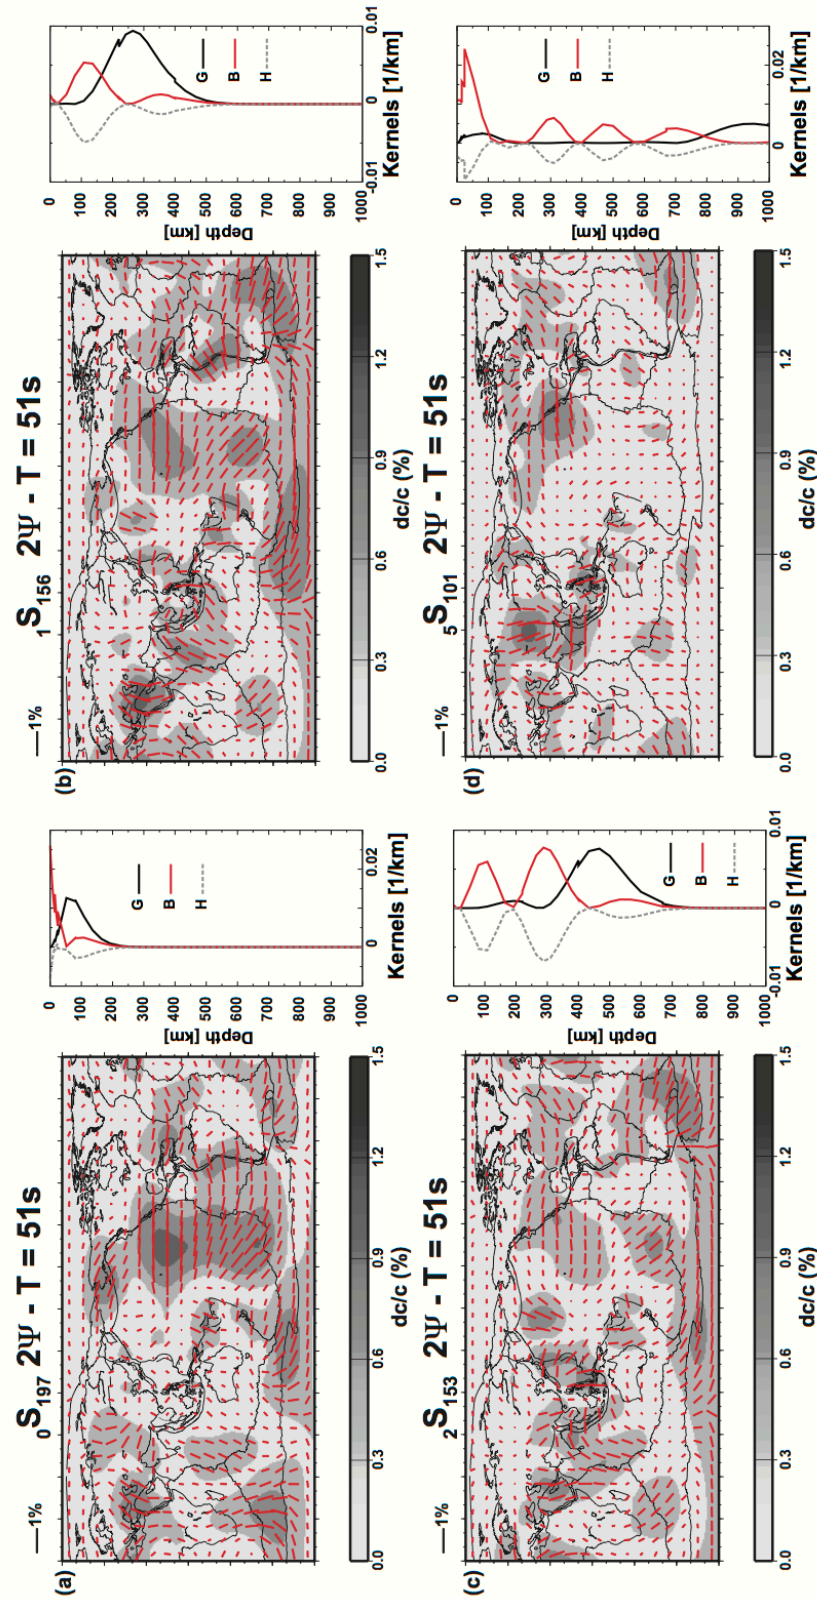 (a)
—1%
0S197 2Ψ - T = 51s
0.0 0.3 0.6 0.9 1.2 1.5
dc/c (%)
Depth [km]
0
100
200
300
400
500
600
700
800
900
1000
G
B
H
0 0.02
Kernels [1/km]
(b)
—1%
1S156 2Ψ - T = 51s
0.0 0.3 0.6 0.9 1.2 1.5
dc/c (%)
Depth [km]
0
100
200
300
400
500
600
700
800
900
1000
G
B
H
-0.01 0 0.01
Kernels [1/km]
(c)
—1%
2S153 2Ψ - T = 51s
0.0 0.3 0.6 0.9 1.2 1.5
dc/c (%)
Depth [km]
0
100
200
300
400
500
600
700
800
900
1000
G
B
H
-0.01 0 0.01
Kernels [1/km]
(d)
—1%
5S101 2Ψ - T = 51s
0.0 0.3 0.6 0.9 1.2 1.5
dc/c (%)
Depth [km]
0
100
200
300
400
500
600
700
800
900
1000
G
B
H
0 0.02
Kernels [1/km]